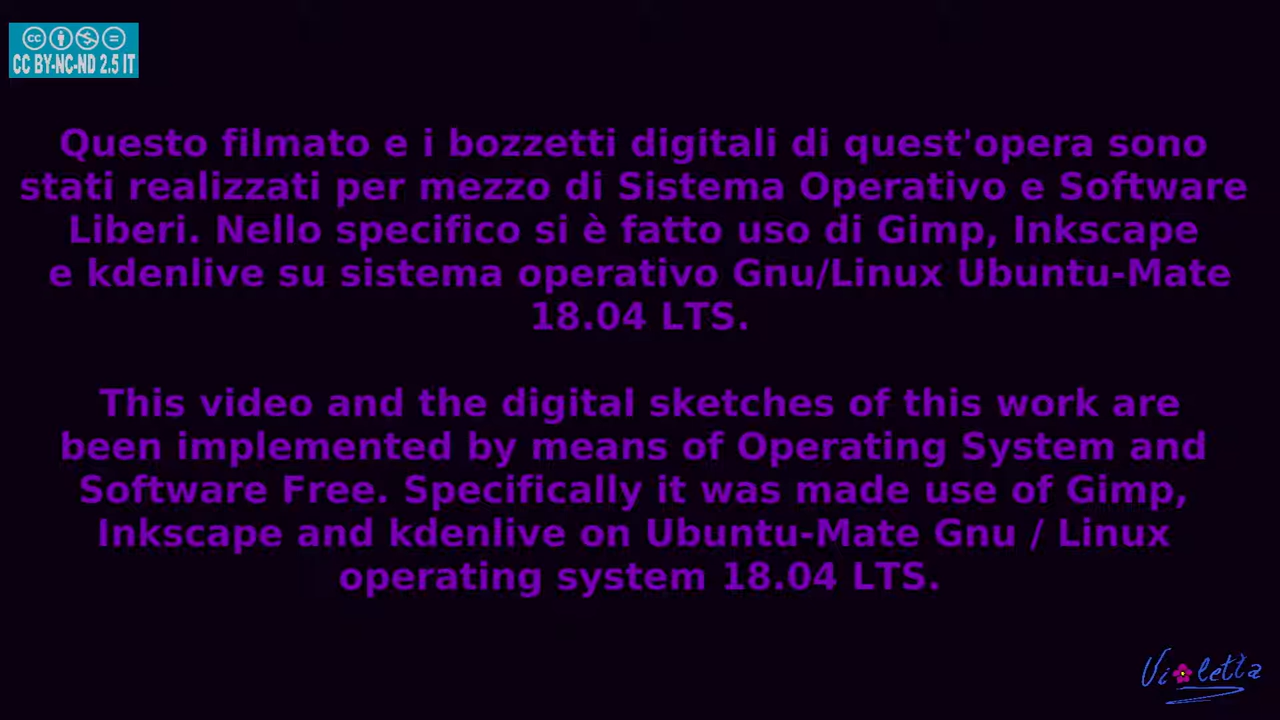 CC BY-NC-ND 2.5 IT
Questo filmato e i bozzetti digitali di quest'opera sono
stati realizzati per mezzo di Sistema Operativo e Software
Liberi. Nello specifico si è fatto uso di Gimp, Inkscape
e kdenlive su sistema operativo Gnu/Linux Ubuntu-Mate
18.04 LTS.
This video and the digital sketches of this work are
been implemented by means of Operating System and
Software Free. Specifically it was made use of Gimp,
Inkscape and kdenlive on Ubuntu-Mate Gnu / Linux
operating system 18.04 LTS.
Violetta